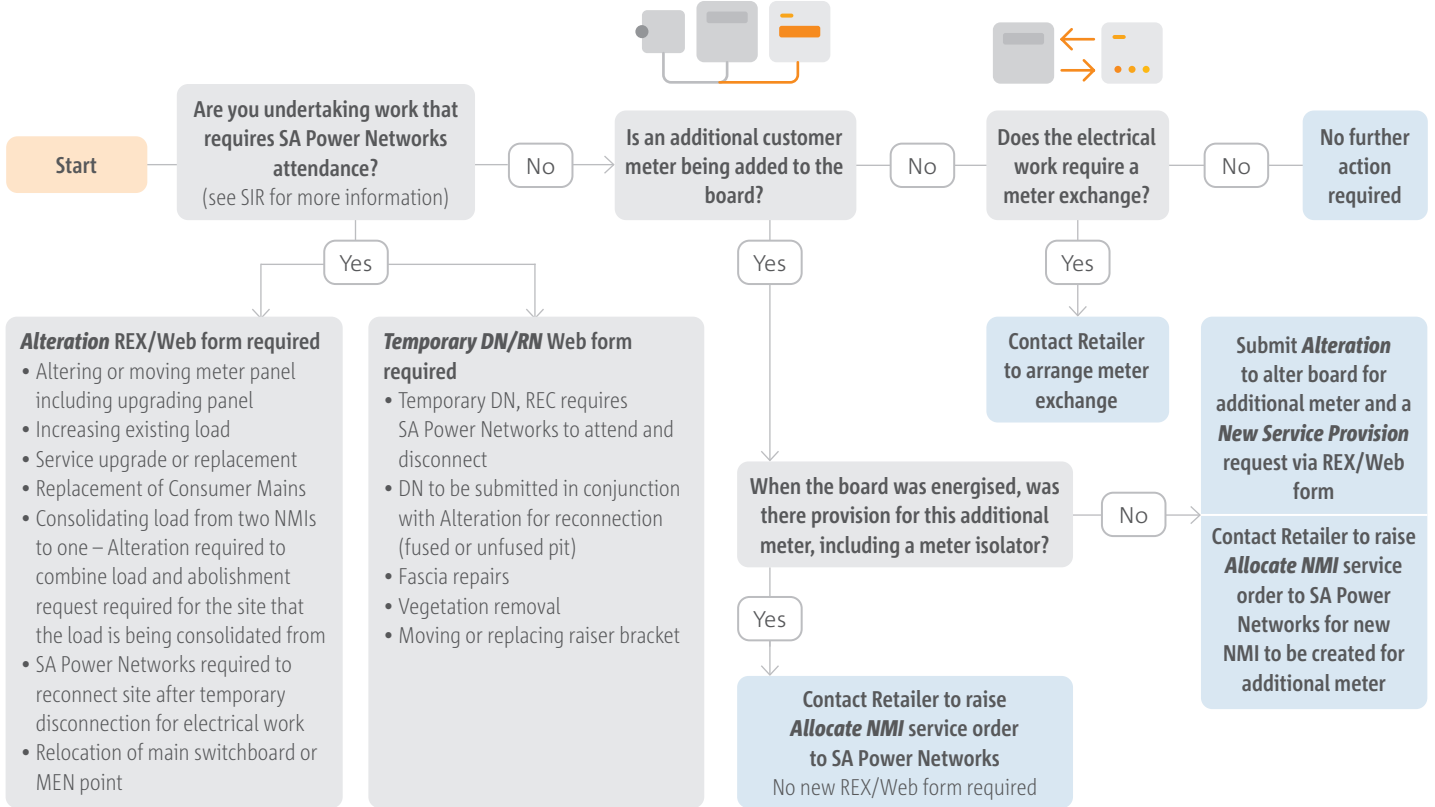 Start
Are you undertaking work that
requires SA Power Networks
attendance?
(see SIR for more information)
No
Is an additional customer
meter being added to the
board?
No
Does the electrical
work require a
meter exchange?
No
No further
action
required
Yes
Yes
Yes
Alteration REX/Web form required
• Altering or moving meter panel
including upgrading panel
• Increasing existing load
• Service upgrade or replacement
• Replacement of Consumer Mains
• Consolidating load from two NMIs
to one – Alteration required to
combine load and abolishment
request required for the site that
the load is being consolidated from
• SA Power Networks required to
reconnect site after temporary
disconnection for electrical work
• Relocation of main switchboard or
MEN point
Temporary DN/RN Web form
required
• Temporary DN, REC requires
SA Power Networks to attend and
disconnect
• DN to be submitted in conjunction
with Alteration for reconnection
(fused or unfused pit)
• Fascia repairs
• Vegetation removal
• Moving or replacing raiser bracket
Contact Retailer
to arrange meter
exchange
When the board was energised, was
there provision for this additional
meter, including a meter isolator?
No
Submit Alteration
to alter board for
additional meter and a
New Service Provision
request via REX/Web
form
Contact Retailer to raise
Allocate NMI service
order to SA Power
Networks for new
NMI to be created for
additional meter
Yes
Contact Retailer to raise
Allocate NMI service order
to SA Power Networks
No new REX/Web form required